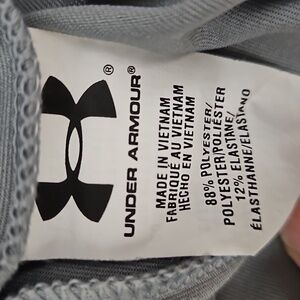 UNDER ARMOUR®
MADE IN VIETNAM
FABRIQUÉ AU VIETNAM
HECHO EN VIETNAM
88% POLYESTER/
POLYESTER/POLIÉSTER
12% ELASTANE/
ÉLASTHANNE/ELASTANO